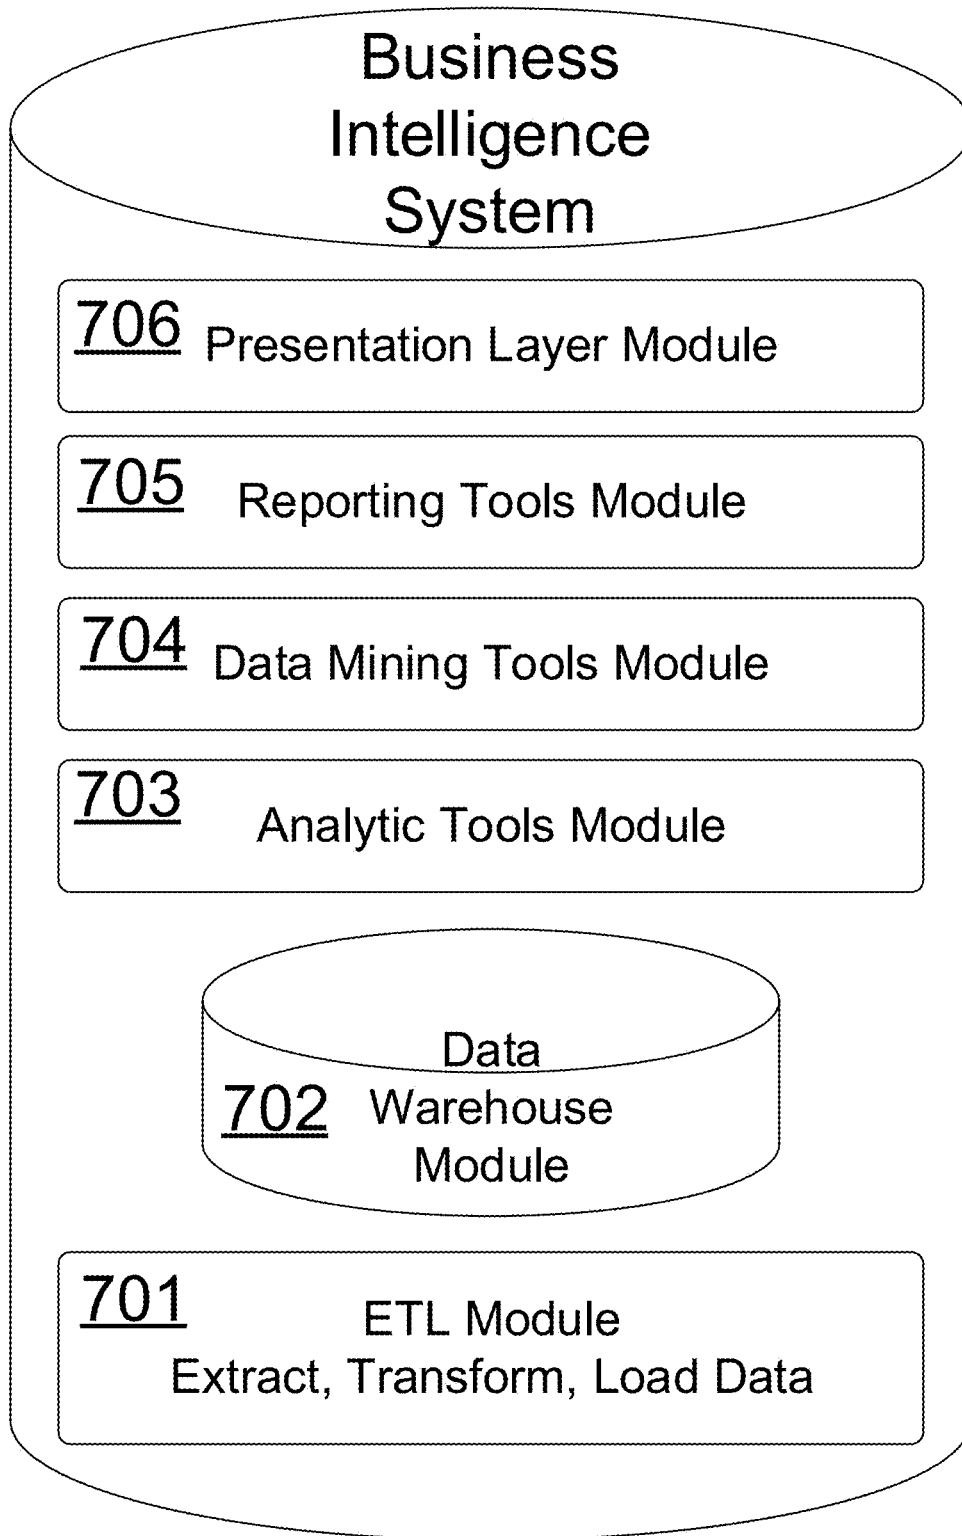 Business
Intelligence
System
706 Presentation Layer Module
705 Reporting Tools Module
704 Data Mining Tools Module
703 Analytic Tools Module
Data
702 Warehouse
Module
701 ETL Module
Extract, Transform, Load Data